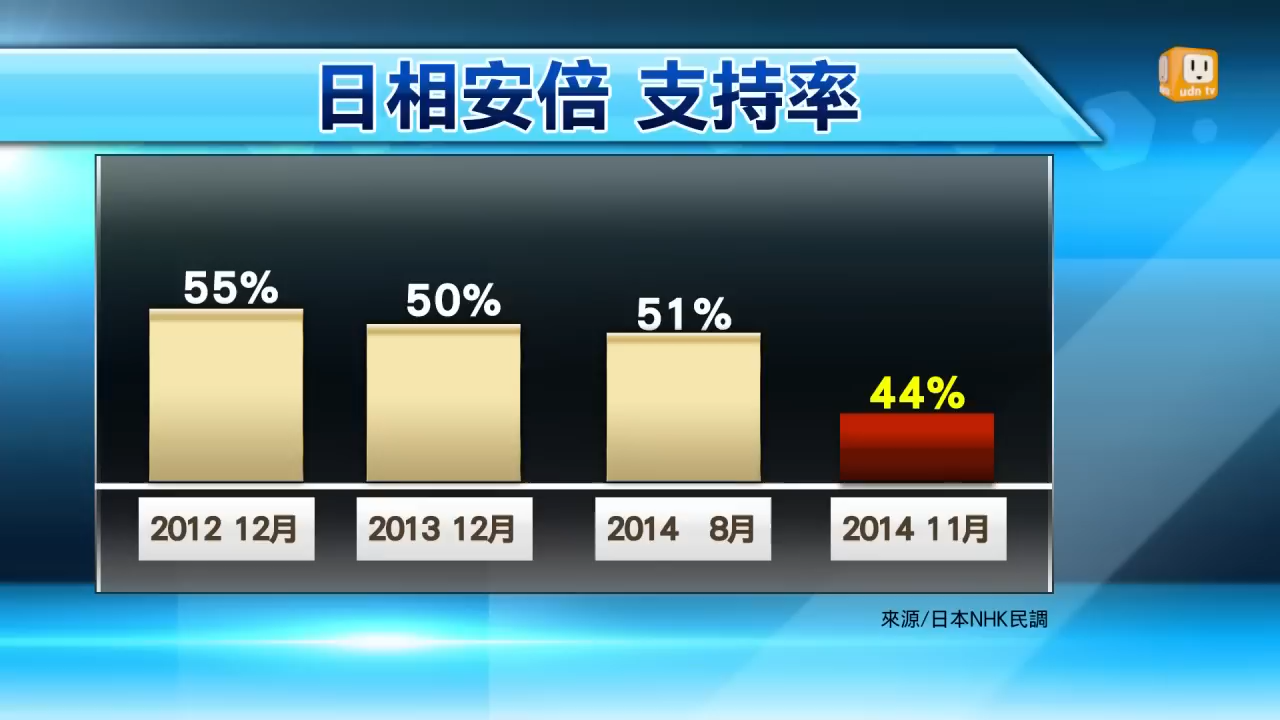 日相安倍 支持率
udn tv
55%
50%
51%
44%
2012 12月
2013 12月
2014 8月
2014 11月
來源/日本NHK民調